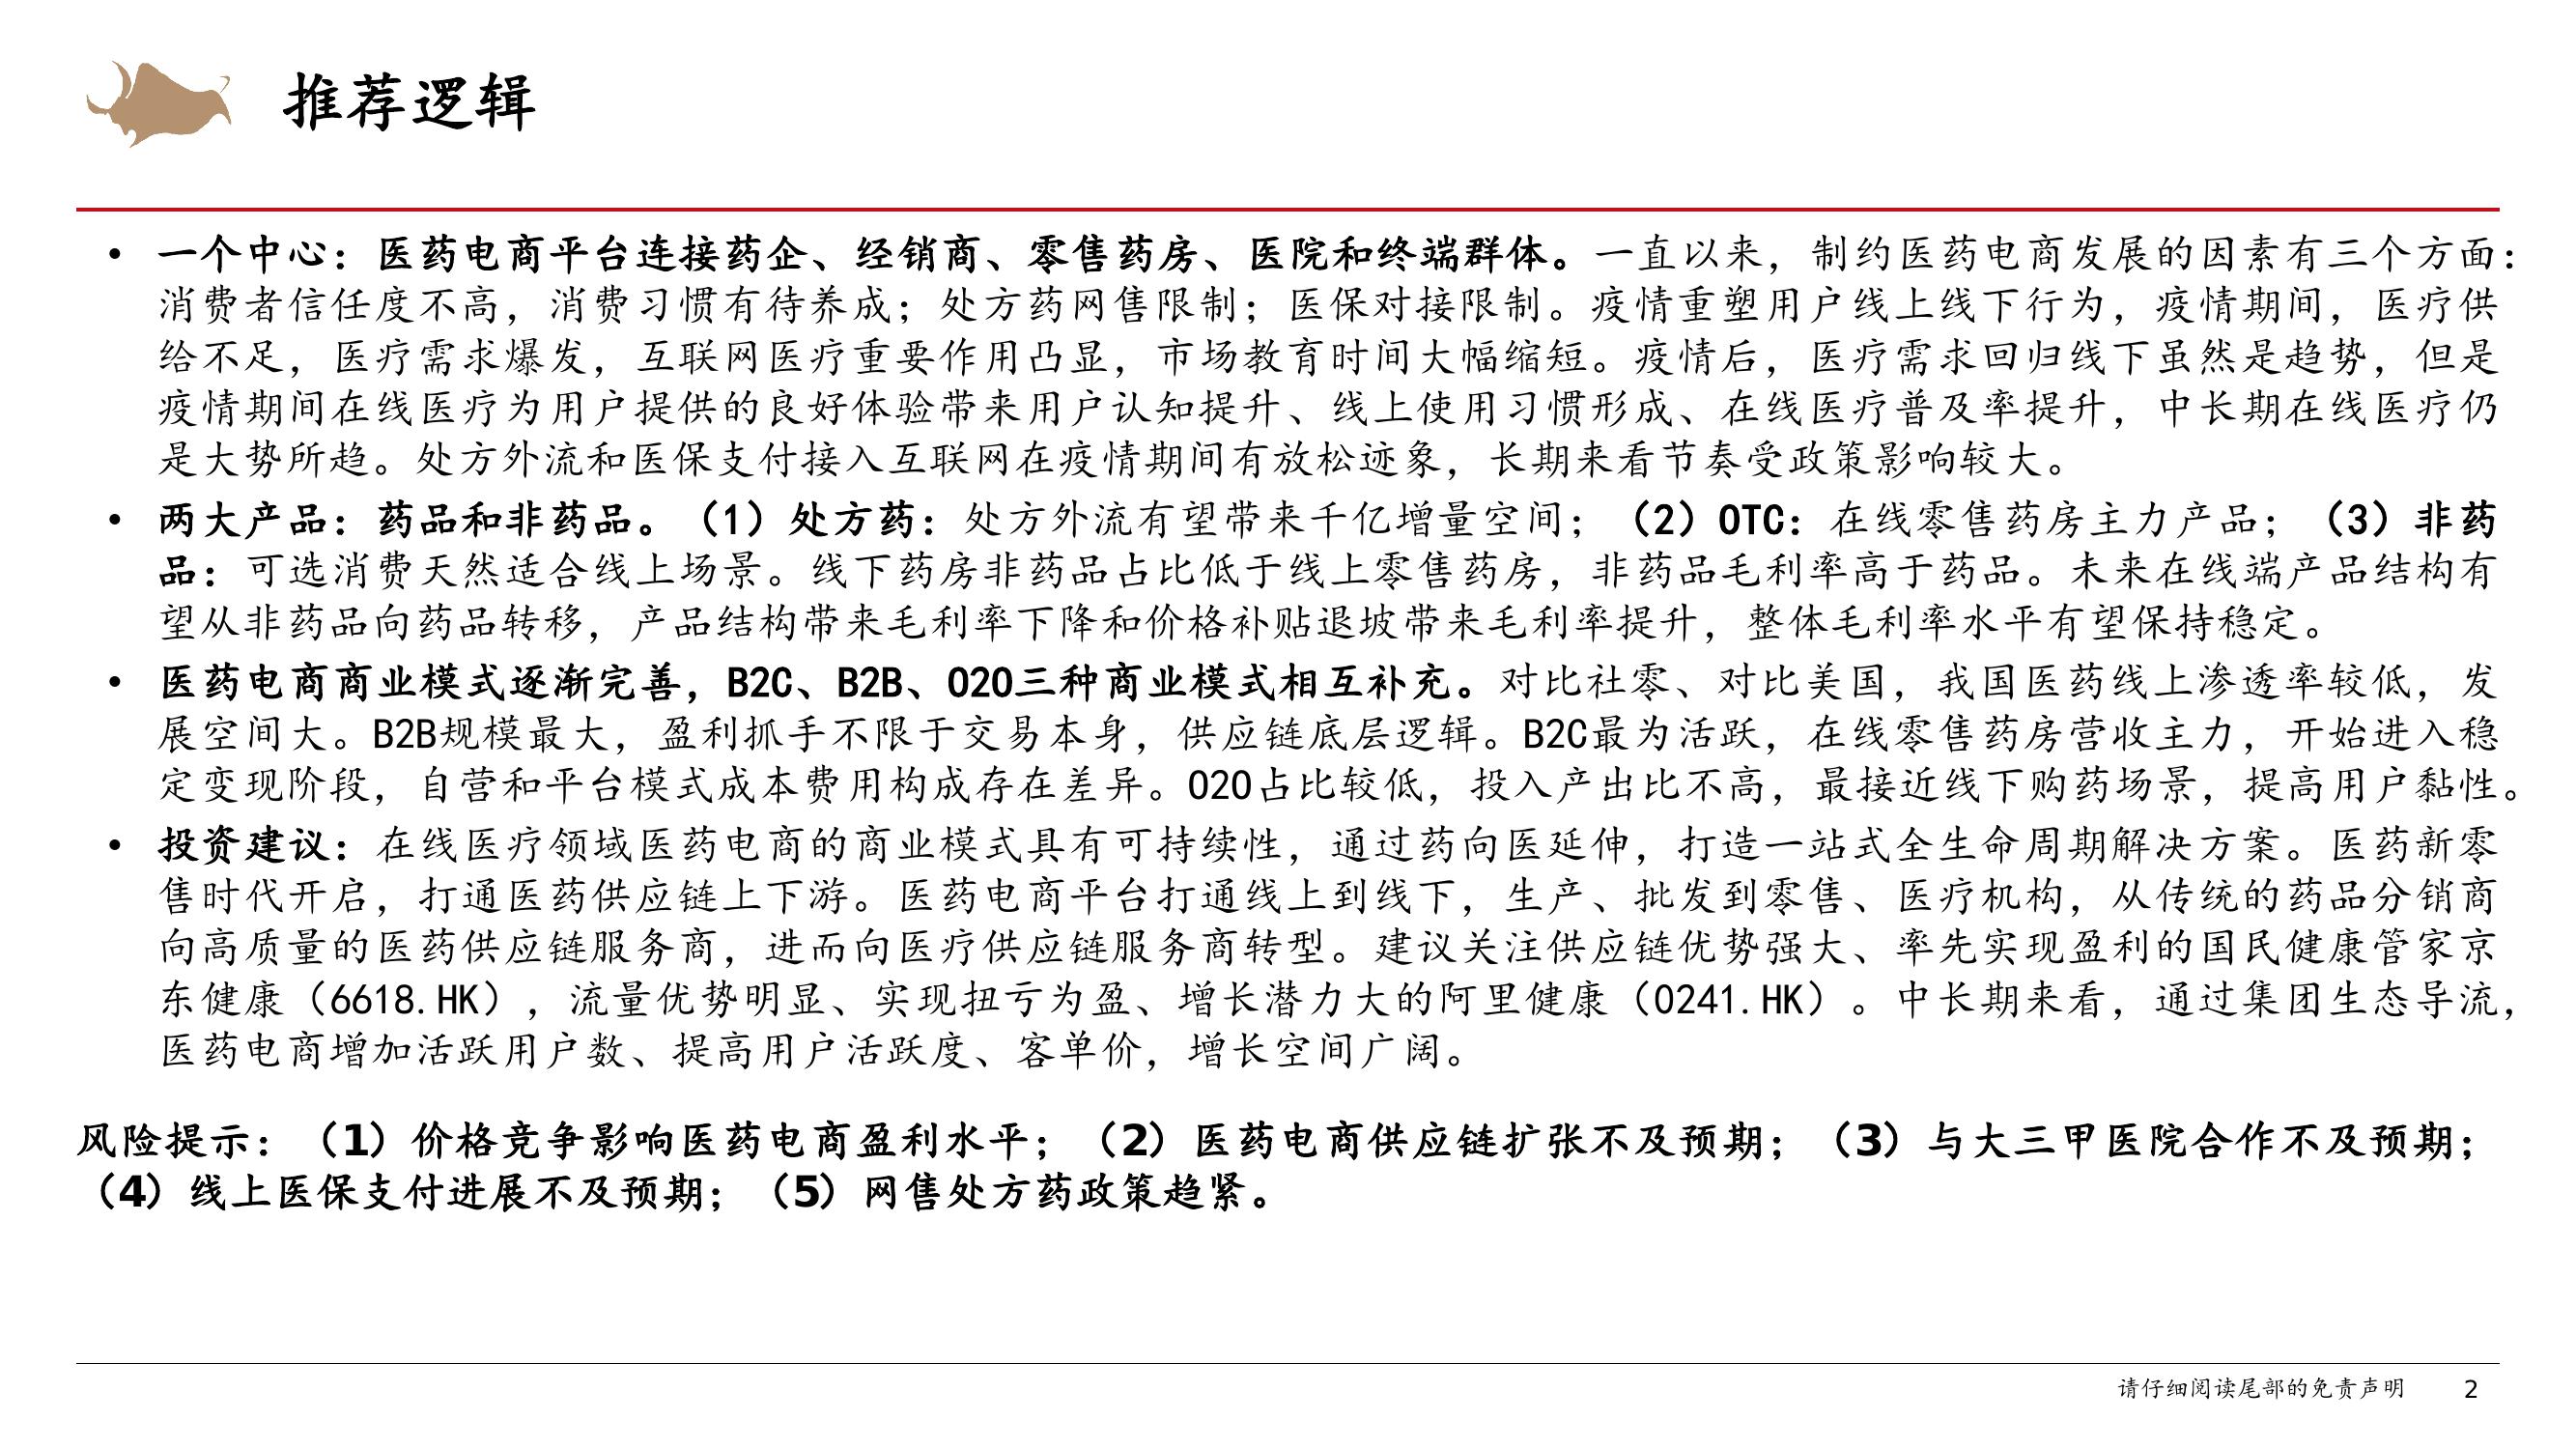 推荐逻辑
• 一个中心：医药电商平台连接药企、经销商、零售药房、医院和终端群体。一直以来，制约医药电商发展的因素有三个方面：
消费者信任度不高，消费习惯有待养成；处方药网售限制；医保对接限制。疫情重塑用户线上线下行为，疫情期间，医疗供
给不足，医疗需求爆发，互联网医疗重要作用凸显，市场教育时间大幅缩短。疫情后，医疗需求回归线下虽然是趋势，但是
疫情期间在线医疗为用户提供的良好体验带来用户认知提升、线上使用习惯形成、在线医疗普及率提升，中长期在线医疗仍
是大势所趋。处方外流和医保支付接入互联网在疫情期间有放松迹象，长期来看节奏受政策影响较大。
• 两大产品：药品和非药品。（1）处方药：处方外流有望带来千亿增量空间；（2）OTC：在线零售药房主力产品；（3）非药
品：可选消费天然适合线上场景。线下药房非药品占比低于线上零售药房，非药品毛利率高于药品。未来在线端产品结构有
望从非药品向药品转移，产品结构带来毛利率下降和价格补贴退坡带来毛利率提升，整体毛利率水平有望保持稳定。
• 医药电商商业模式逐渐完善，B2C、B2B、O2O三种商业模式相互补充。对比社零、对比美国，我国医药线上渗透率较低，发
展空间大。B2B规模最大，盈利抓手不限于交易本身，供应链底层逻辑。B2C最为活跃，在线零售药房营收主力，开始进入稳
定变现阶段，自营和平台模式成本费用构成存在差异。O2O占比较低，投入产出比不高，最接近线下购药场景，提高用户黏性。
• 投资建议：在线医疗领域医药电商的商业模式具有可持续性，通过药向医延伸，打造一站式全生命周期解决方案。医药新零
售时代开启，打通医药供应链上下游。医药电商平台打通线上到线下，生产、批发到零售、医疗机构，从传统的药品分销商
向高质量的医药供应链服务商，进而向医疗供应链服务商转型。建议关注供应链优势强大、率先实现盈利的国民健康管家京
东健康（6618.HK），流量优势明显、实现扭亏为盈、增长潜力大的阿里健康（0241.HK）。中长期来看，通过集团生态导流，
医药电商增加活跃用户数、提高用户活跃度、客单价，增长空间广阔。
风险提示：（1）价格竞争影响医药电商盈利水平；（2）医药电商供应链扩张不及预期；（3）与大三甲医院合作不及预期；
（4）线上医保支付进展不及预期；（5）网售处方药政策趋紧。
请仔细阅读尾部的免责声明 2